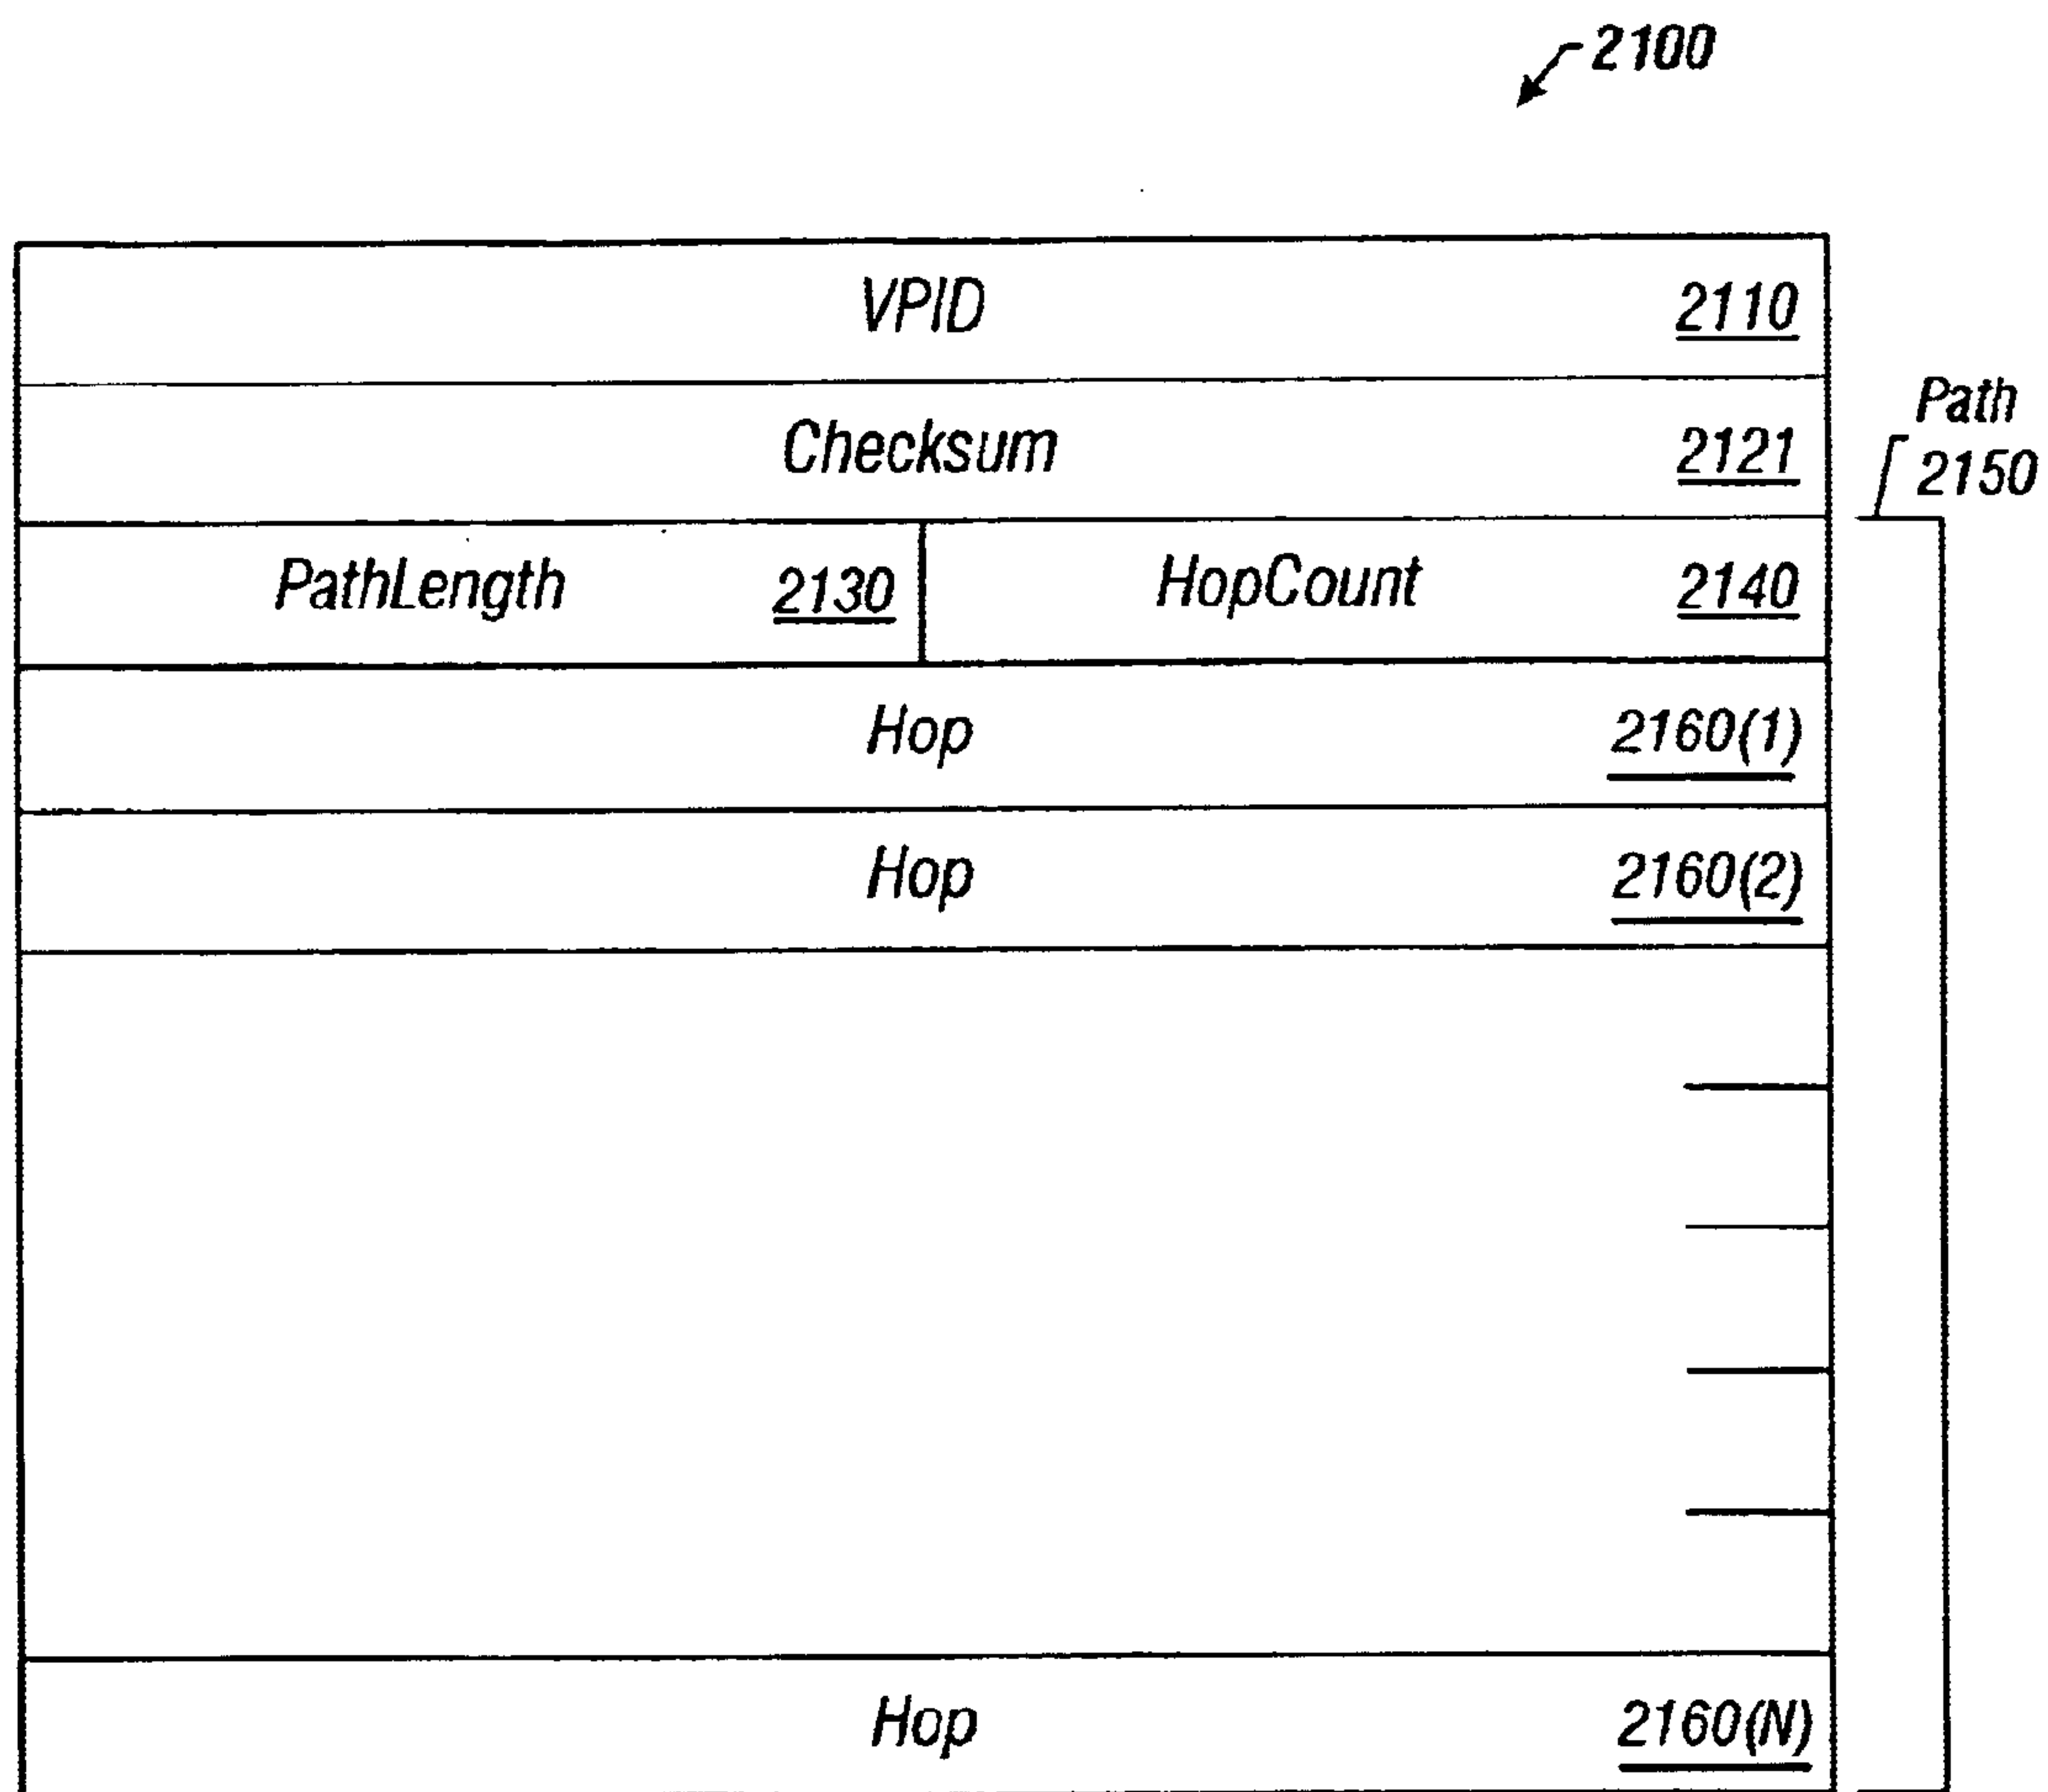 2100
VPID 2110
Checksum 2121
Path
2150
PathLength 2130 HopCount 2140
Hop 2160(1)
Hop 2160(2)
Hop 2160(N)